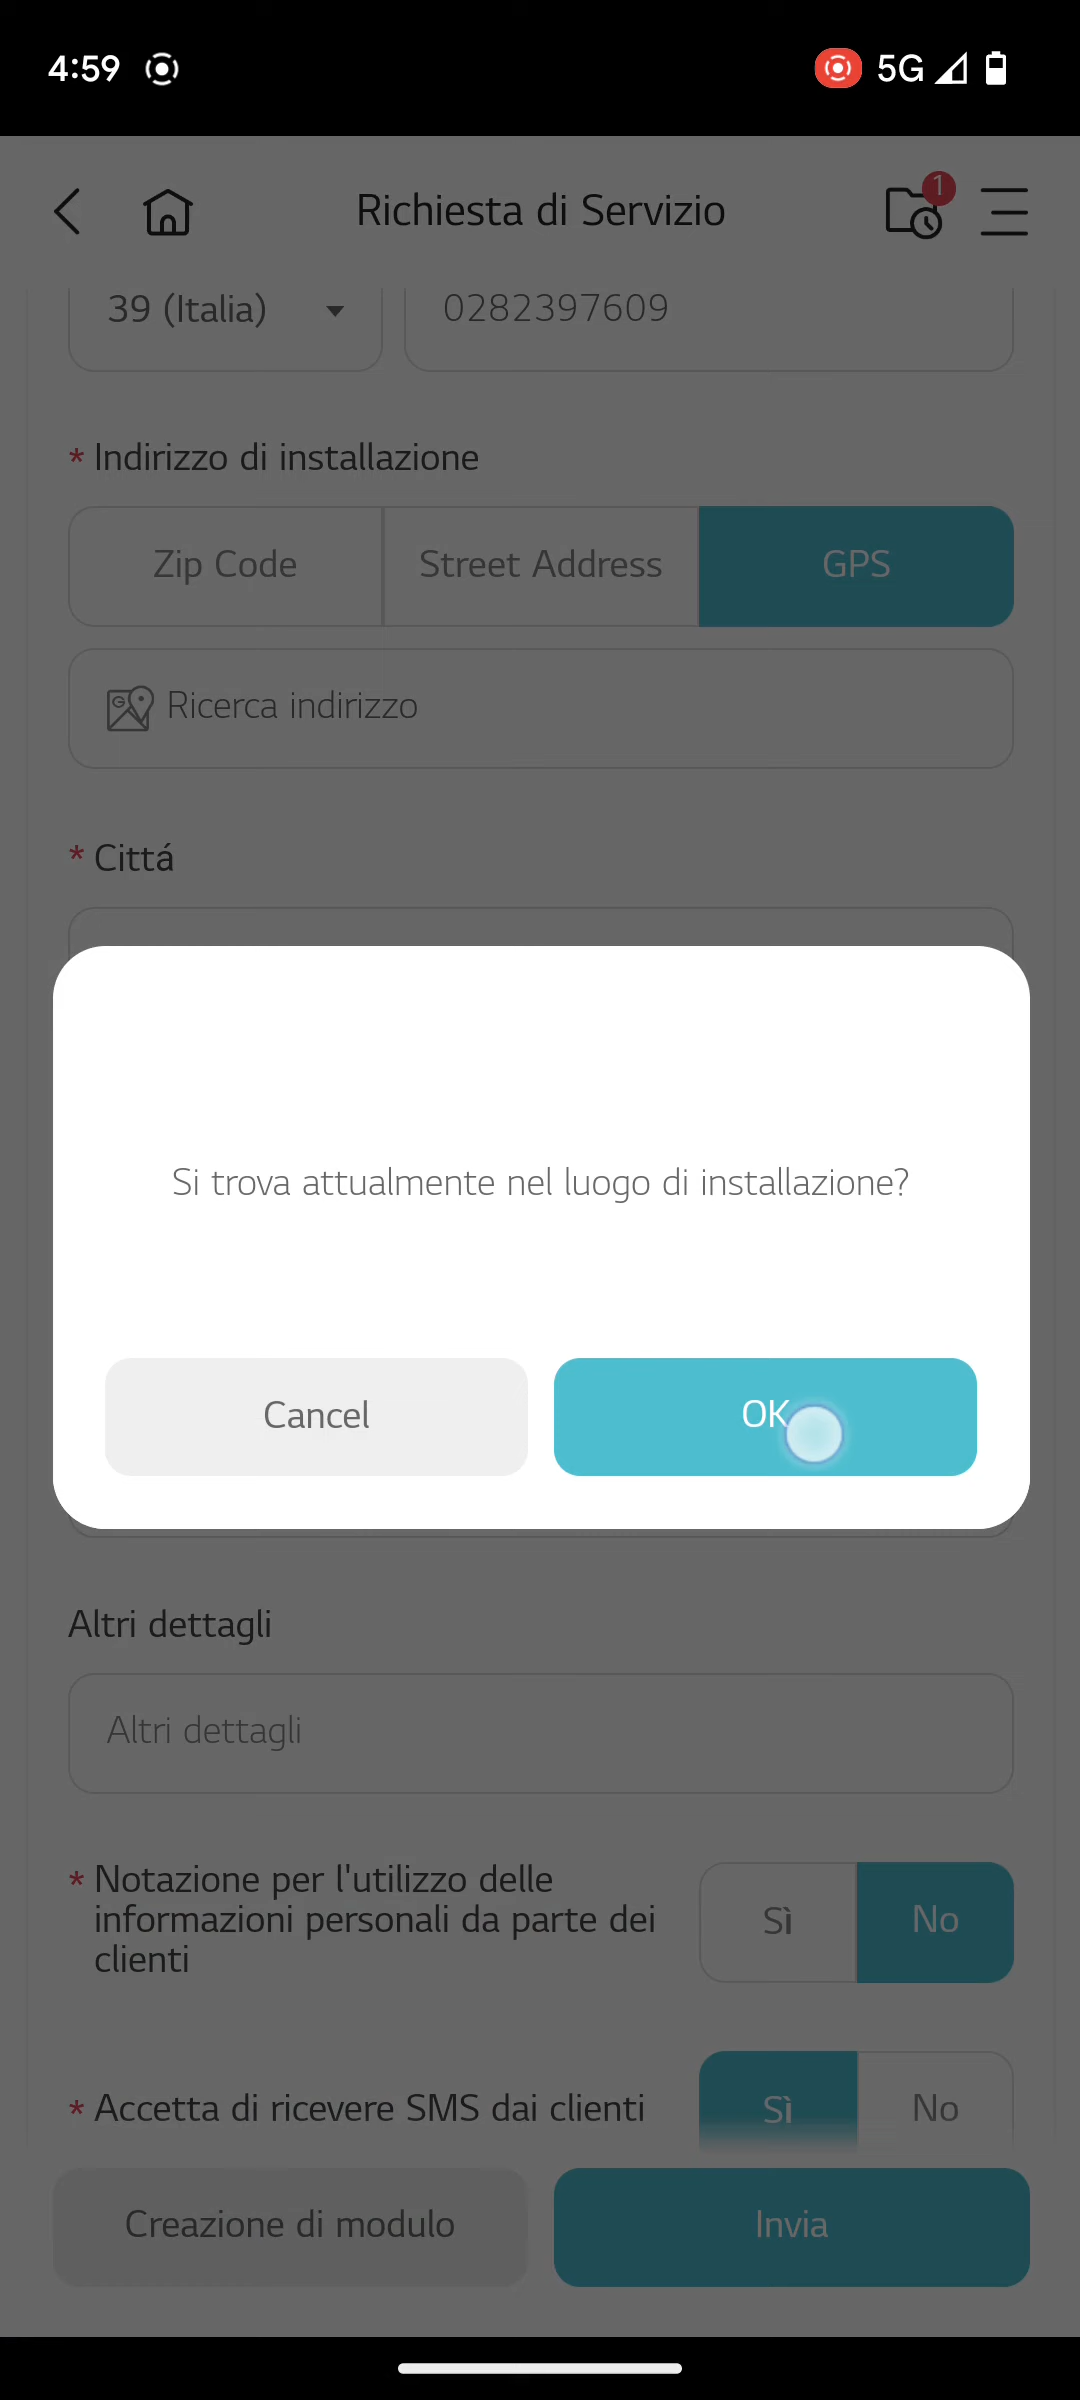 4:59
5G
Richiesta di Servizio
1
39 (Italia)
0282397609
* Indirizzo di installazione
Zip Code
Street Address
GPS
Ricerca indirizzo
* Cittá
Si trova attualmente nel luogo di installazione?
Cancel
OK
Altri dettagli
Altri dettagli
* Notazione per l'utilizzo delle
informazioni personali da parte dei
clienti
Sì
No
* Accetta di ricevere SMS dai clienti
Sì
No
Creazione di modulo
Invia